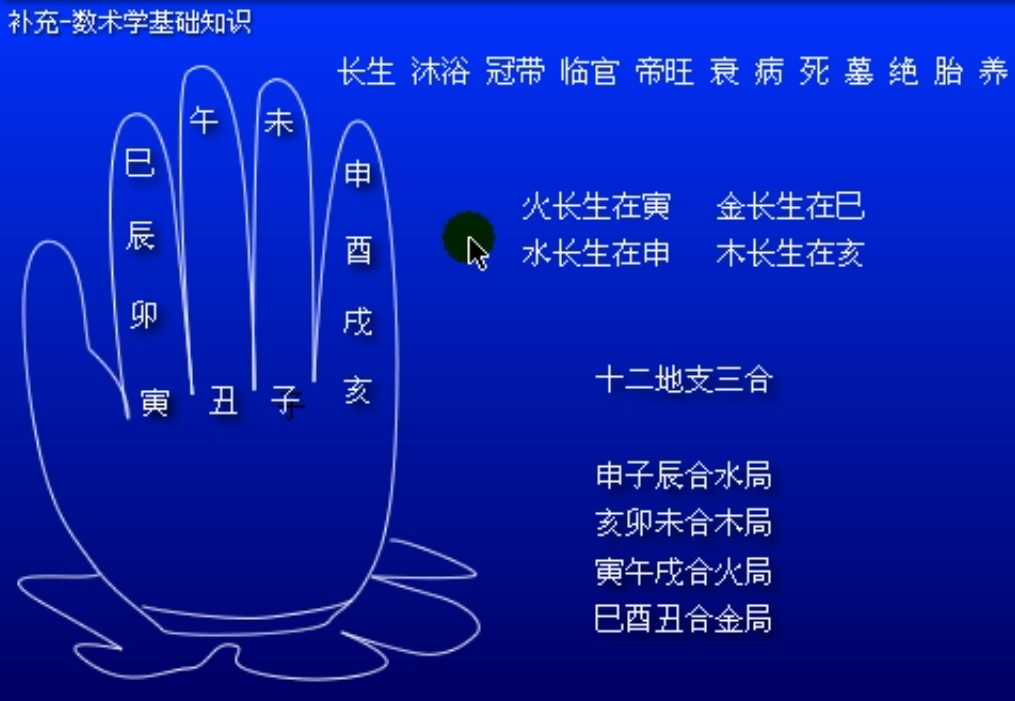 补充-数术学基础知识
长生 沐浴 冠带 临官 帝旺 衰 病 死 墓 绝 胎 养
午 未
巳 申
辰 酉
卯 戌
寅 丑 子 亥
火长生在寅 金长生在巳
水长生在申 木长生在亥
十二地支三合
申子辰合水局
亥卯未合木局
寅午戌合火局
巳酉丑合金局